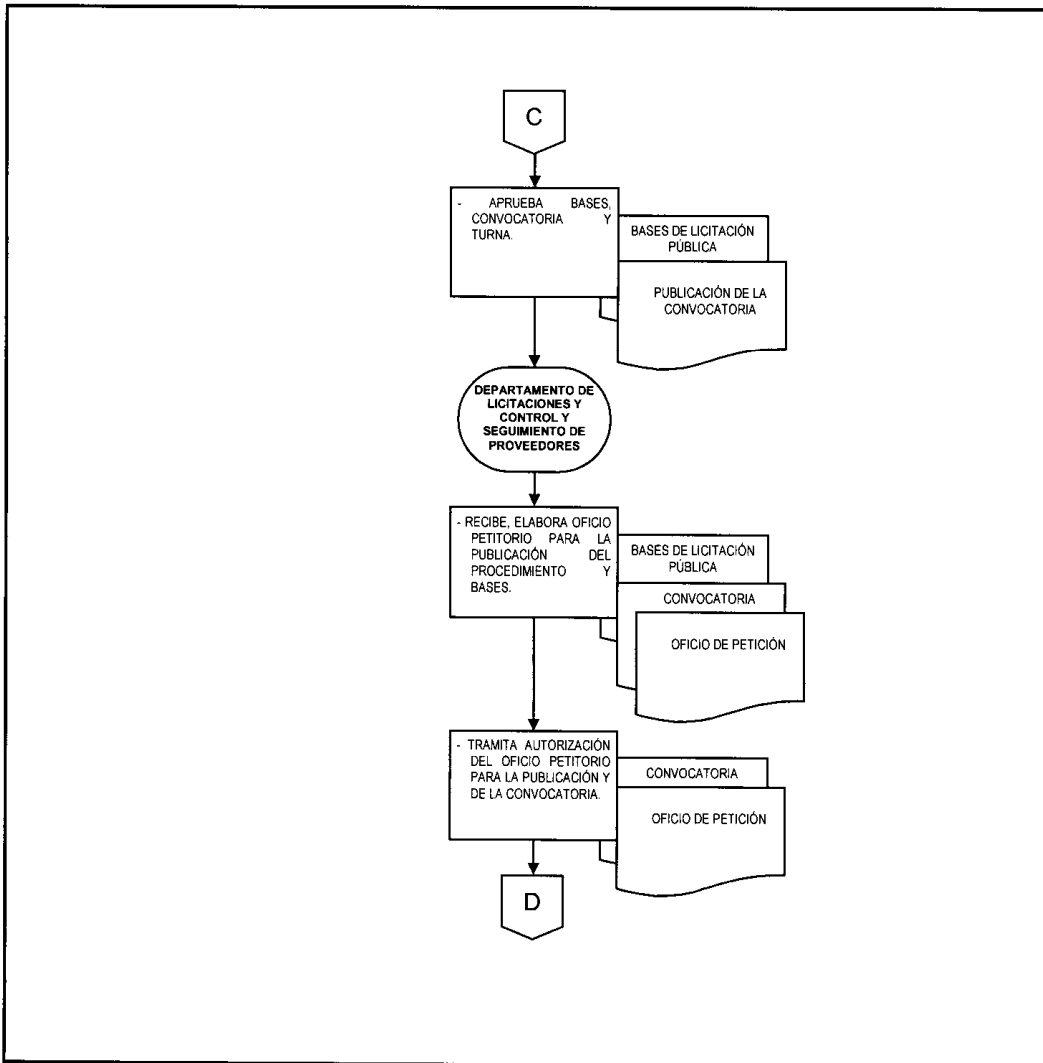 C
- APRUEBA BASES,
CONVOCATORIA Y
TURNA.
BASES DE LICITACIÓN
PÚBLICA
PUBLICACIÓN DE LA
CONVOCATORIA
DEPARTAMENTO DE
LICITACIONES Y
CONTROL Y
SEGUIMIENTO DE
PROVEEDORES
- RECIBE, ELABORA OFICIO
PETITORIO PARA LA
PUBLICACIÓN DEL
PROCEDIMIENTO Y
BASES.
BASES DE LICITACIÓN
PÚBLICA
CONVOCATORIA
OFICIO DE PETICIÓN
- TRAMITA AUTORIZACIÓN
DEL OFICIO PETITORIO
PARA LA PUBLICACIÓN Y
DE LA CONVOCATORIA.
CONVOCATORIA
OFICIO DE PETICIÓN
D